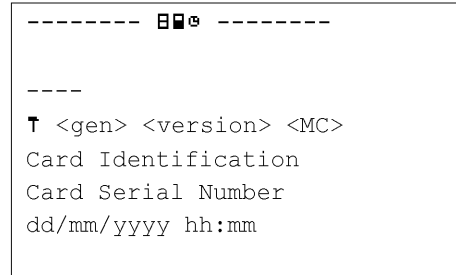 -------- --------
----
<gen> <version> <MC>
Card Identification
Card Serial Number
dd/mm/yyyy hh:mm